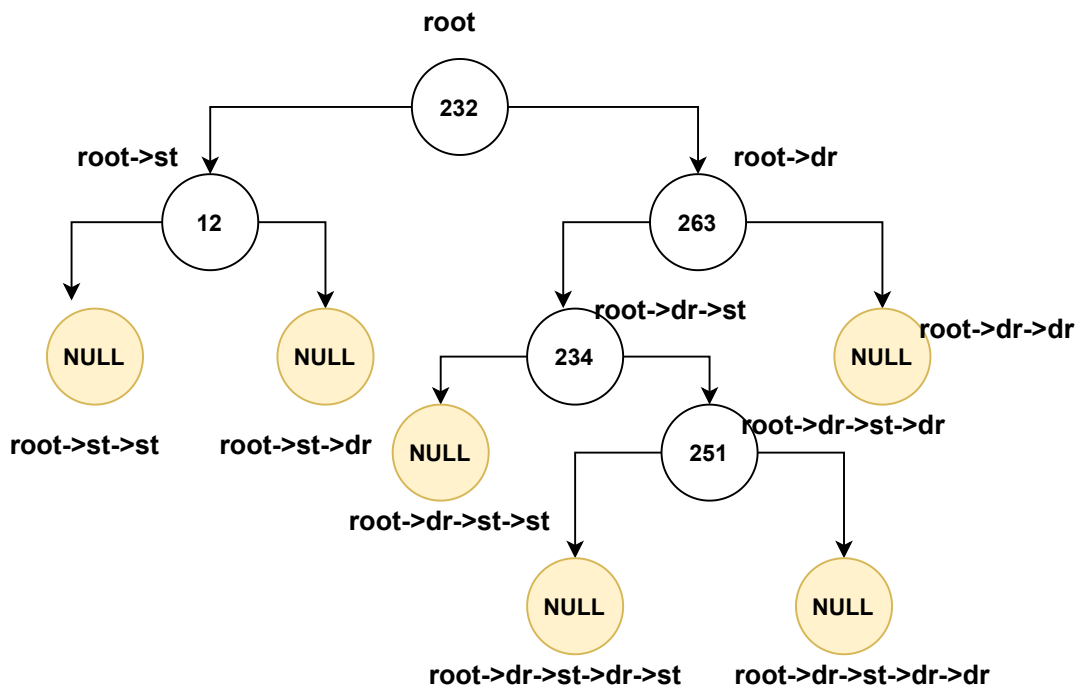 root
232
root->st
root->dr
12
263
root->dr->st
root->dr->dr
NULL
NULL
234
NULL
root->dr->st->dr
root->st->st
root->st->dr
NULL
251
root->dr->st->st
NULL
NULL
root->dr->st->dr->st
root->dr->st->dr->dr